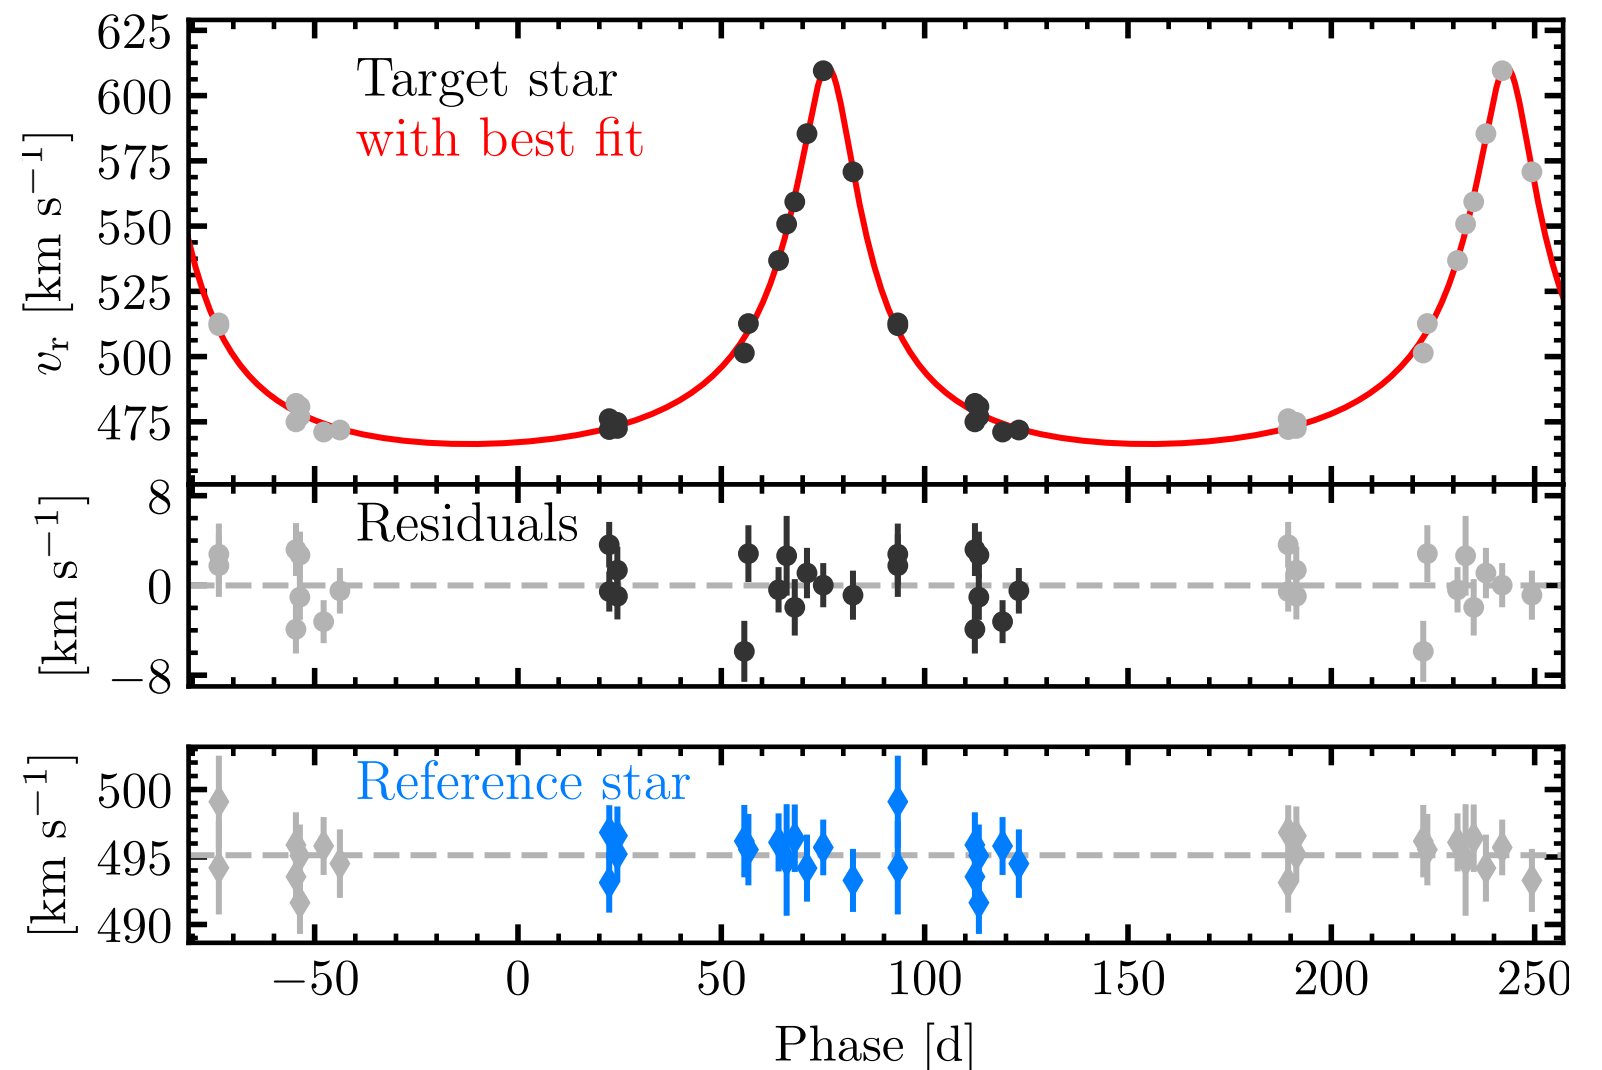 625
600
575
550
525
500
475
v_r [km s⁻¹]
Target star
with best fit
8
0
−8
[km s⁻¹]
Residuals
500
495
490
[km s⁻¹]
Reference star
−50 0 50 100 150 200 250
Phase [d]